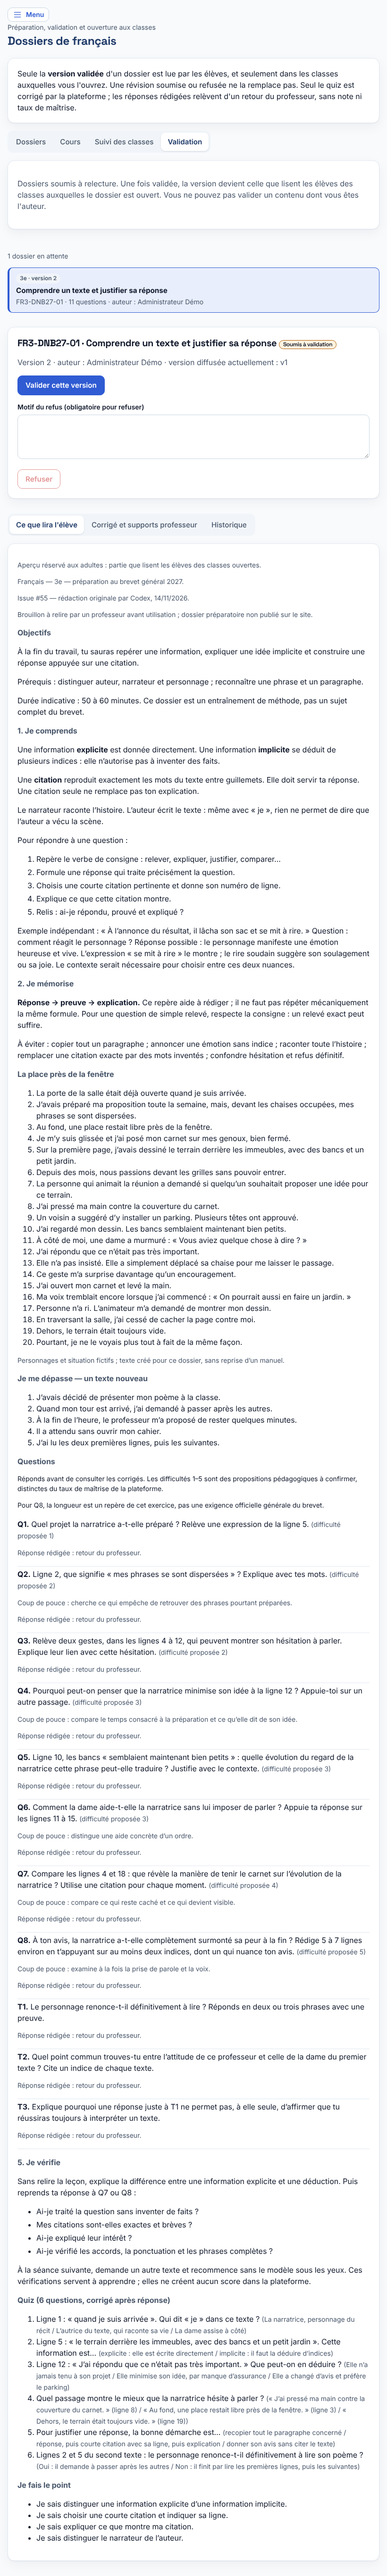 Menu
Préparation, validation et ouverture aux classes
Dossiers de français
Seule la version validée d'un dossier est lue par les élèves, et seulement dans les classes
auxquelles vous l'ouvrez. Une révision soumise ou refusée ne la remplace pas. Seul le quiz est
corrigé par la plateforme ; les réponses rédigées relèvent d'un retour du professeur, sans note ni
taux de maîtrise.
Dossiers
Cours
Suivi des classes
Validation
Dossiers soumis à relecture. Une fois validée, la version devient celle que lisent les élèves des
classes auxquelles le dossier est ouvert. Vous ne pouvez pas valider un contenu dont vous êtes
l'auteur.
1 dossier en attente
3e · version 2
Comprendre un texte et justifier sa réponse
FR3-DNB27-01 · 11 questions · auteur : Administrateur Démo
FR3-DNB27-01 · Comprendre un texte et justifier sa réponse Soumis à validation
Version 2 · auteur : Administrateur Démo · version diffusée actuellement : v1
Valider cette version
Motif du refus (obligatoire pour refuser)
Refuser
Ce que lira l'élève
Corrigé et supports professeur
Historique
Aperçu réservé aux adultes : partie que lisent les élèves des classes ouvertes.
Français — 3e — préparation au brevet général 2027.
Issue #55 — rédaction originale par Codex, 14/11/2026.
Brouillon à relire par un professeur avant utilisation ; dossier préparatoire non publié sur le site.
Objectifs
À la fin du travail, tu sauras repérer une information, expliquer une idée implicite et construire une
réponse appuyée sur une citation.
Prérequis : distinguer auteur, narrateur et personnage ; reconnaître une phrase et un paragraphe.
Durée indicative : 50 à 60 minutes. Ce dossier est un entraînement de méthode, pas un sujet
complet du brevet.
1. Je comprends
Une information explicite est donnée directement. Une information implicite se déduit de
plusieurs indices : elle n'autorise pas à inventer des faits.
Une citation reproduit exactement les mots du texte entre guillemets. Elle doit servir ta réponse.
Une citation seule ne remplace pas ton explication.
Le narrateur raconte l'histoire. L'auteur écrit le texte : même avec « je », rien ne permet de dire que
l'auteur a vécu la scène.
Pour répondre à une question :
1. Repère le verbe de consigne : relever, expliquer, justifier, comparer…
2. Formule une réponse qui traite précisément la question.
3. Choisis une courte citation pertinente et donne son numéro de ligne.
4. Explique ce que cette citation montre.
5. Relis : ai-je répondu, prouvé et expliqué ?
Exemple indépendant : « À l'annonce du résultat, il lâcha son sac et se mit à rire. » Question :
comment réagit le personnage ? Réponse possible : le personnage manifeste une émotion
heureuse et vive. L'expression « se mit à rire » le montre ; le rire soudain suggère son soulagement
ou sa joie. Le contexte serait nécessaire pour choisir entre ces deux nuances.
2. Je mémorise
Réponse → preuve → explication. Ce repère aide à rédiger ; il ne faut pas répéter mécaniquement
la même formule. Pour une question de simple relevé, respecte la consigne : un relevé exact peut
suffire.
À éviter : copier tout un paragraphe ; annoncer une émotion sans indice ; raconter toute l'histoire ;
remplacer une citation exacte par des mots inventés ; confondre hésitation et refus définitif.
La place près de la fenêtre
1. La porte de la salle était déjà ouverte quand je suis arrivée.
2. J'avais préparé ma proposition toute la semaine, mais, devant les chaises occupées, mes
phrases se sont dispersées.
3. Au fond, une place restait libre près de la fenêtre.
4. Je m'y suis glissée et j'ai posé mon carnet sur mes genoux, bien fermé.
5. Sur la première page, j'avais dessiné le terrain derrière les immeubles, avec des bancs et un
petit jardin.
6. Depuis des mois, nous passions devant les grilles sans pouvoir entrer.
7. La personne qui animait la réunion a demandé si quelqu'un souhaitait proposer une idée pour
ce terrain.
8. J'ai pressé ma main contre la couverture du carnet.
9. Un voisin a suggéré d'y installer un parking. Plusieurs têtes ont approuvé.
10. J'ai regardé mon dessin. Les bancs semblaient maintenant bien petits.
11. À côté de moi, une dame a murmuré : « Vous aviez quelque chose à dire ? »
12. J'ai répondu que ce n'était pas très important.
13. Elle n'a pas insisté. Elle a simplement déplacé sa chaise pour me laisser le passage.
14. Ce geste m'a surprise davantage qu'un encouragement.
15. J'ai ouvert mon carnet et levé la main.
16. Ma voix tremblait encore lorsque j'ai commencé : « On pourrait aussi en faire un jardin. »
17. Personne n'a ri. L'animateur m'a demandé de montrer mon dessin.
18. En traversant la salle, j'ai cessé de cacher la page contre moi.
19. Dehors, le terrain était toujours vide.
20. Pourtant, je ne le voyais plus tout à fait de la même façon.
Personnages et situation fictifs ; texte créé pour ce dossier, sans reprise d'un manuel.
Je me dépasse — un texte nouveau
1. J'avais décidé de présenter mon poème à la classe.
2. Quand mon tour est arrivé, j'ai demandé à passer après les autres.
3. À la fin de l'heure, le professeur m'a proposé de rester quelques minutes.
4. Il a attendu sans ouvrir mon cahier.
5. J'ai lu les deux premières lignes, puis les suivantes.
Questions
Réponds avant de consulter les corrigés. Les difficultés 1–5 sont des propositions pédagogiques à confirmer,
distinctes du taux de maîtrise de la plateforme.
Pour Q8, la longueur est un repère de cet exercice, pas une exigence officielle générale du brevet.
Q1. Quel projet la narratrice a-t-elle préparé ? Relève une expression de la ligne 5. (difficulté
proposée 1)
Réponse rédigée : retour du professeur.
Q2. Ligne 2, que signifie « mes phrases se sont dispersées » ? Explique avec tes mots. (difficulté
proposée 2)
Coup de pouce : cherche ce qui empêche de retrouver des phrases pourtant préparées.
Réponse rédigée : retour du professeur.
Q3. Relève deux gestes, dans les lignes 4 à 12, qui peuvent montrer son hésitation à parler.
Explique leur lien avec cette hésitation. (difficulté proposée 2)
Réponse rédigée : retour du professeur.
Q4. Pourquoi peut-on penser que la narratrice minimise son idée à la ligne 12 ? Appuie-toi sur un
autre passage. (difficulté proposée 3)
Coup de pouce : compare le temps consacré à la préparation et ce qu'elle dit de son idée.
Réponse rédigée : retour du professeur.
Q5. Ligne 10, les bancs « semblaient maintenant bien petits » : quelle évolution du regard de la
narratrice cette phrase peut-elle traduire ? Justifie avec le contexte. (difficulté proposée 3)
Réponse rédigée : retour du professeur.
Q6. Comment la dame aide-t-elle la narratrice sans lui imposer de parler ? Appuie ta réponse sur
les lignes 11 à 15. (difficulté proposée 3)
Coup de pouce : distingue une aide concrète d'un ordre.
Réponse rédigée : retour du professeur.
Q7. Compare les lignes 4 et 18 : que révèle la manière de tenir le carnet sur l'évolution de la
narratrice ? Utilise une citation pour chaque moment. (difficulté proposée 4)
Coup de pouce : compare ce qui reste caché et ce qui devient visible.
Réponse rédigée : retour du professeur.
Q8. À ton avis, la narratrice a-t-elle complètement surmonté sa peur à la fin ? Rédige 5 à 7 lignes
environ en t'appuyant sur au moins deux indices, dont un qui nuance ton avis. (difficulté proposée 5)
Coup de pouce : examine à la fois la prise de parole et la voix.
Réponse rédigée : retour du professeur.
T1. Le personnage renonce-t-il définitivement à lire ? Réponds en deux ou trois phrases avec une
preuve.
Réponse rédigée : retour du professeur.
T2. Quel point commun trouves-tu entre l'attitude de ce professeur et celle de la dame du premier
texte ? Cite un indice de chaque texte.
Réponse rédigée : retour du professeur.
T3. Explique pourquoi une réponse juste à T1 ne permet pas, à elle seule, d'affirmer que tu
réussiras toujours à interpréter un texte.
Réponse rédigée : retour du professeur.
5. Je vérifie
Sans relire la leçon, explique la différence entre une information explicite et une déduction. Puis
reprends ta réponse à Q7 ou Q8 :
• Ai-je traité la question sans inventer de faits ?
• Mes citations sont-elles exactes et brèves ?
• Ai-je expliqué leur intérêt ?
• Ai-je vérifié les accords, la ponctuation et les phrases complètes ?
À la séance suivante, demande un autre texte et recommence sans le modèle sous les yeux. Ces
vérifications servent à apprendre ; elles ne créent aucun score dans la plateforme.
Quiz (6 questions, corrigé après réponse)
1. Ligne 1 : « quand je suis arrivée ». Qui dit « je » dans ce texte ? (La narratrice, personnage du
récit / L'autrice du texte, qui raconte sa vie / La dame assise à côté)
2. Ligne 5 : « le terrain derrière les immeubles, avec des bancs et un petit jardin ». Cette
information est… (explicite : elle est écrite directement / implicite : il faut la déduire d'indices)
3. Ligne 12 : « J'ai répondu que ce n'était pas très important. » Que peut-on en déduire ? (Elle n'a
jamais tenu à son projet / Elle minimise son idée, par manque d'assurance / Elle a changé d'avis et préfère
le parking)
4. Quel passage montre le mieux que la narratrice hésite à parler ? (« J'ai pressé ma main contre la
couverture du carnet. » (ligne 8) / « Au fond, une place restait libre près de la fenêtre. » (ligne 3) / «
Dehors, le terrain était toujours vide. » (ligne 19))
5. Pour justifier une réponse, la bonne démarche est… (recopier tout le paragraphe concerné /
réponse, puis courte citation avec sa ligne, puis explication / donner son avis sans citer le texte)
6. Lignes 2 et 5 du second texte : le personnage renonce-t-il définitivement à lire son poème ?
(Oui : il demande à passer après les autres / Non : il finit par lire les premières lignes, puis les suivantes)
Je fais le point
• Je sais distinguer une information explicite d'une information implicite.
• Je sais choisir une courte citation et indiquer sa ligne.
• Je sais expliquer ce que montre ma citation.
• Je sais distinguer le narrateur de l'auteur.